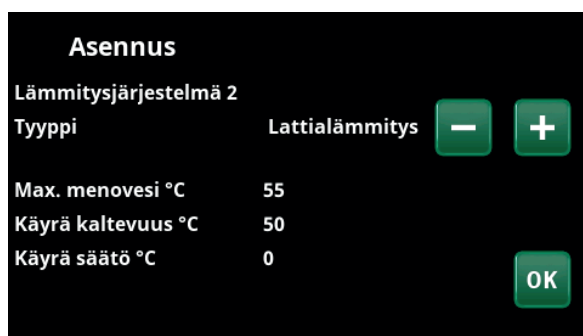 Asennus
Lämmitysjärjestelmä 2
Tyyppi Lattialämmitys − +
Max. menovesi °C 55
Käyrä kaltevuus °C 50
Käyrä säätö °C 0
OK